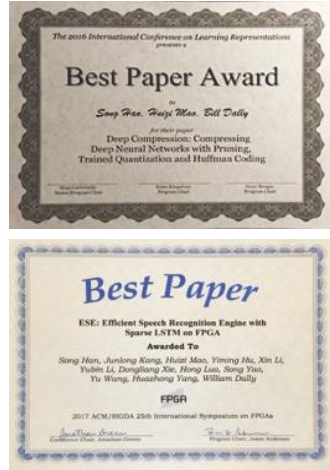 The 2016 International Conference on Learning Representations
presents a
Best Paper Award
to
Song Han, Huizi Mao, Bill Dally
for their paper
Deep Compression: Compressing
Deep Neural Networks with Pruning,
Trained Quantization and Huffman Coding
Senior Program Chair
Program Chair
Program Chair
Best Paper
ESE: Efficient Speech Recognition Engine with
Sparse LSTM on FPGA
Awarded To
Song Han, Junlong Kang, Huizi Mao, Yiming Hu, Xin Li,
Yubin Li, Dongliang Xie, Hong Luo, Song Yao,
Yu Wang, Huazhong Yang, William Dally
FPGA
2017 ACM/SIGDA 25th International Symposium on FPGAs
Conference Chair, Jonathan Greene
Program Chair, Jason Anderson